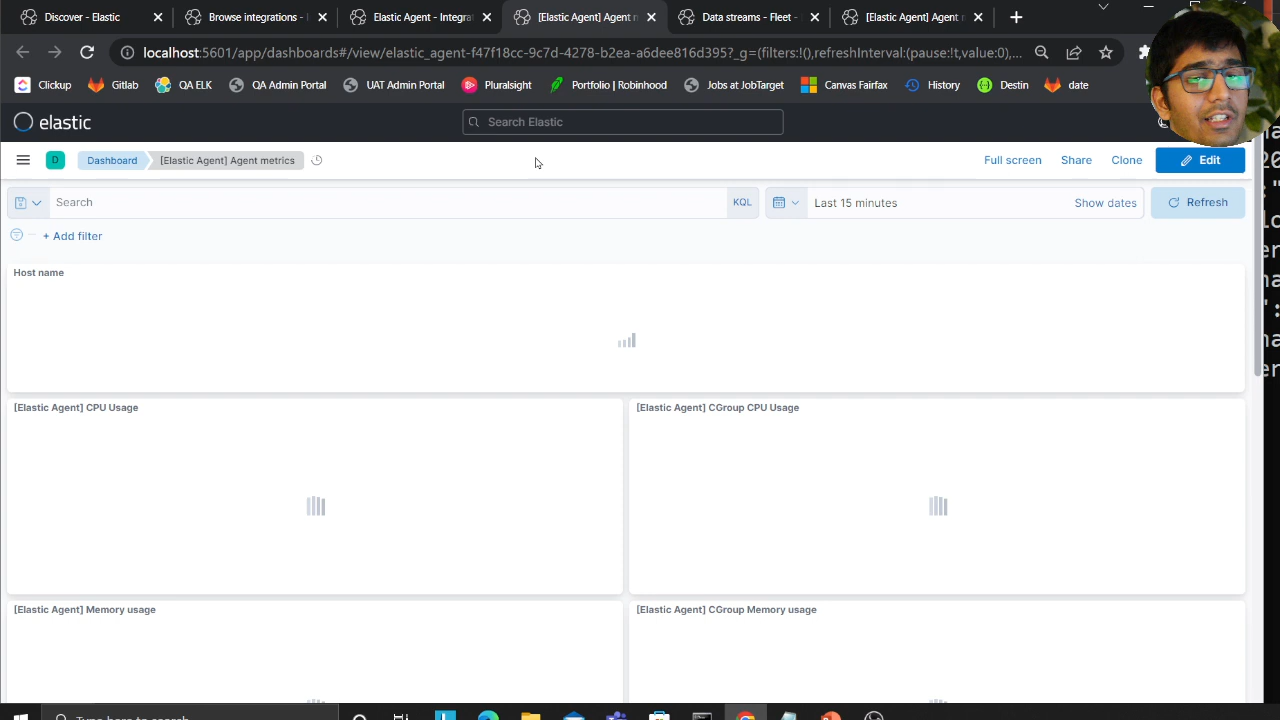 Discover - Elastic
Browse integrations -
Elastic Agent - Integra
[Elastic] Agent n
Data streams - Fleet -
[Elastic] Agent n
localhost:5601/app/dashboards#/view/elastic_agent-f47f18cc-9c7d-4278-b2ea-a6dee816d395?_g=(filters:!(),refreshInterval:(pause:!t,value:0),...
Clickup
Gitlab
QA ELK
QA Admin Portal
UAT Admin Portal
Pluralsight
Portfolio | Robinhood
Jobs at JobTarget
Canvas Fairfax
History
Destin
date
elastic
Search Elastic
D
Dashboard
[Elastic Agent] Agent metrics
Full screen
Share
Clone
Edit
Search
KQL
Last 15 minutes
Show dates
Refresh
+ Add filter
Host name
[Elastic Agent] CPU Usage
[Elastic Agent] CGroup CPU Usage
[Elastic Agent] Memory usage
[Elastic Agent] CGroup Memory usage
Type here to search